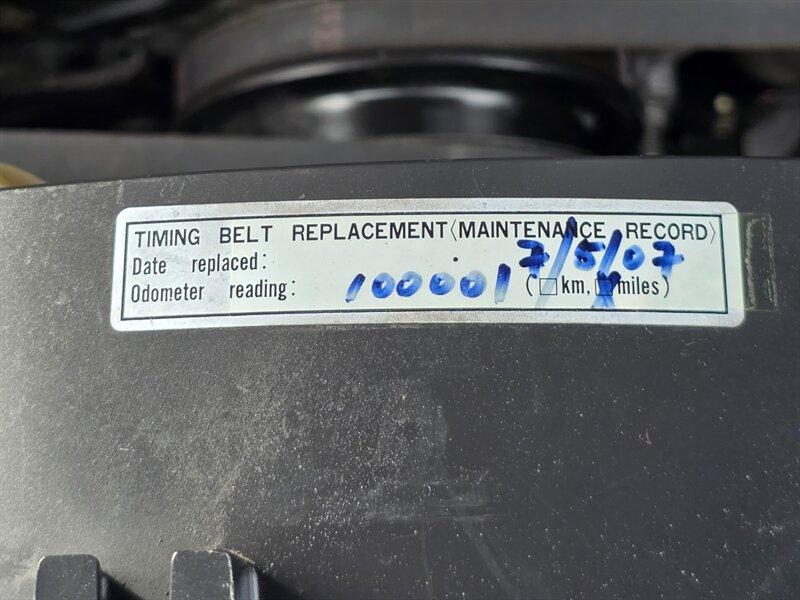 TIMING BELT REPLACEMENT〈MAINTENANCE RECORD〉
Date replaced: 7/5/07
Odometer reading: 100001 (□km, ☒miles)